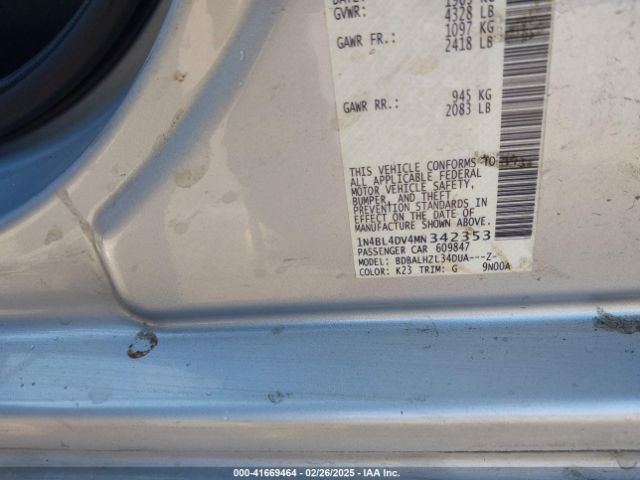 GVWR: 4328 LB
GAWR FR.: 1097 KG
2418 LB
GAWR RR.: 945 KG
2083 LB
THIS VEHICLE CONFORMS TO
ALL APPLICABLE FEDERAL
MOTOR VEHICLE SAFETY,
BUMPER, AND THEFT
PREVENTION STANDARDS IN
EFFECT ON THE DATE OF
MANUFACTURE SHOWN ABOVE.
1N4BL4DV4MN342353
PASSENGER CAR 609847
MODEL: BDBALHZL34DUA---Z-
COLOR: K23 TRIM: G 9N00A
000-41669464 | 02/26/2025 | IAA Inc.